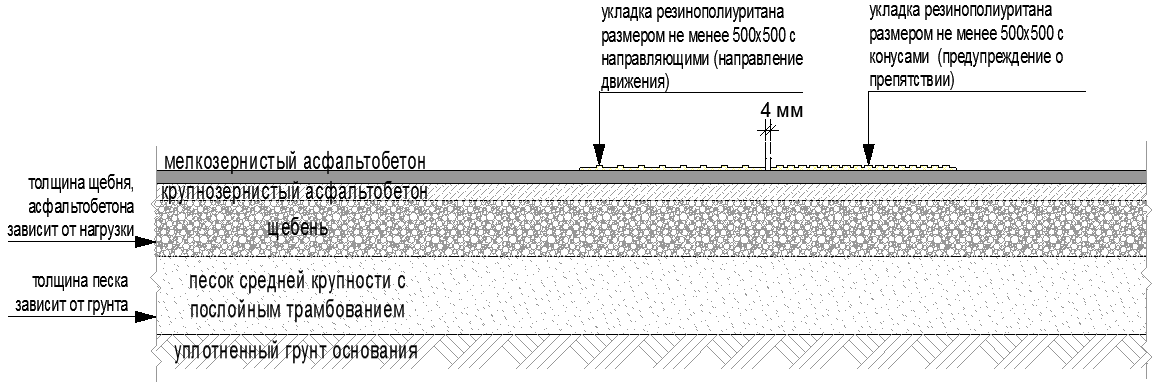 укладка резинополиуритана
размером не менее 500х500 с
направляющими (направление
движения)
укладка резинополиуритана
размером не менее 500х500 с
конусами (предупреждение о
препятствии)
4 мм
мелкозернистый асфальтобетон
крупнозернистый асфальтобетон
толщина щебня,
асфальтобетона
зависит от нагрузки
щебень
толщина песка
зависит от грунта
песок средней крупности с
послойным трамбованием
уплотненный грунт основания